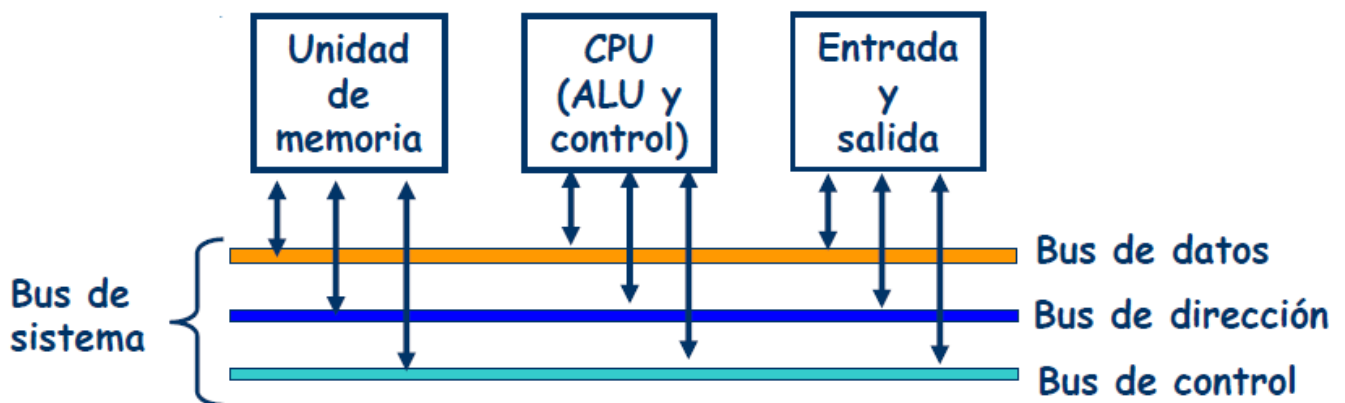 Unidad
de
memoria
CPU
(ALU y
control)
Entrada
y
salida
Bus de
sistema
Bus de datos
Bus de dirección
Bus de control